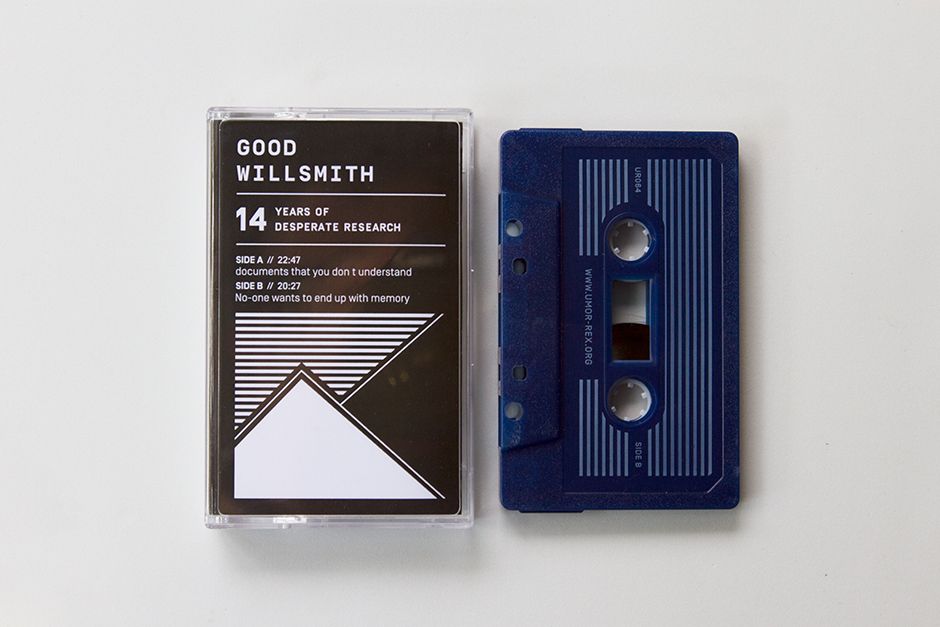 GOOD
WILLSMITH
14 YEARS OF
DESPERATE RESEARCH
SIDE A // 22:47
documents that you don t understand
SIDE B // 20:27
No-one wants to end up with memory
UR064
WWW.UMOR-REX.ORG
SIDE B